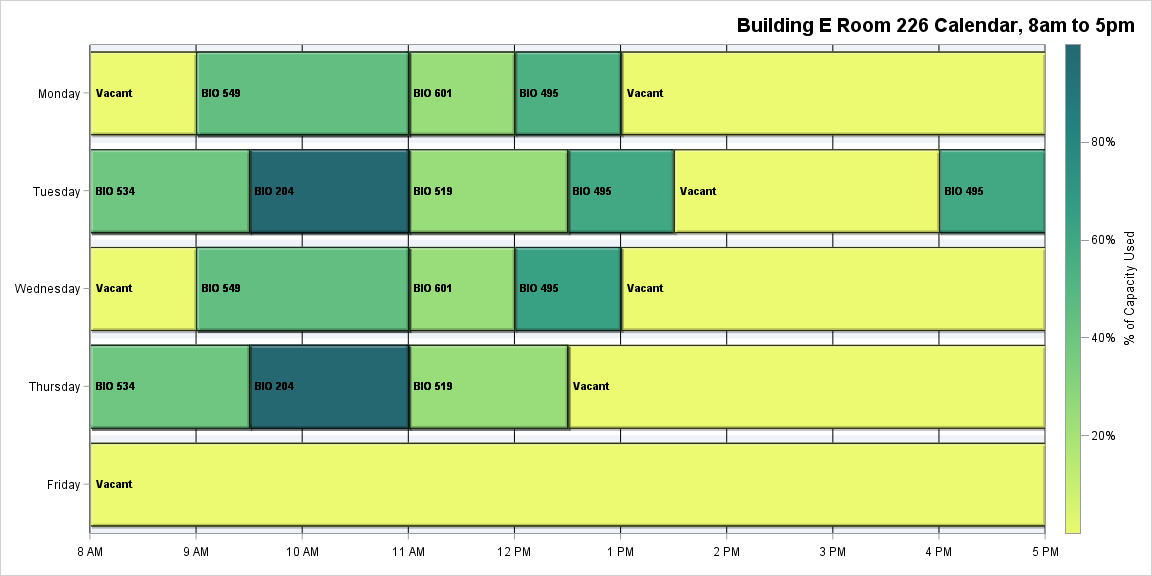 Building E Room 226 Calendar, 8am to 5pm
Monday
Vacant
BIO 549
BIO 601
BIO 495
Vacant
Tuesday
BIO 534
BIO 204
BIO 519
BIO 495
Vacant
BIO 495
Wednesday
Vacant
BIO 549
BIO 601
BIO 495
Vacant
Thursday
BIO 534
BIO 204
BIO 519
Vacant
Friday
Vacant
8 AM
9 AM
10 AM
11 AM
12 PM
1 PM
2 PM
3 PM
4 PM
5 PM
80%
60%
40%
20%
% of Capacity Used